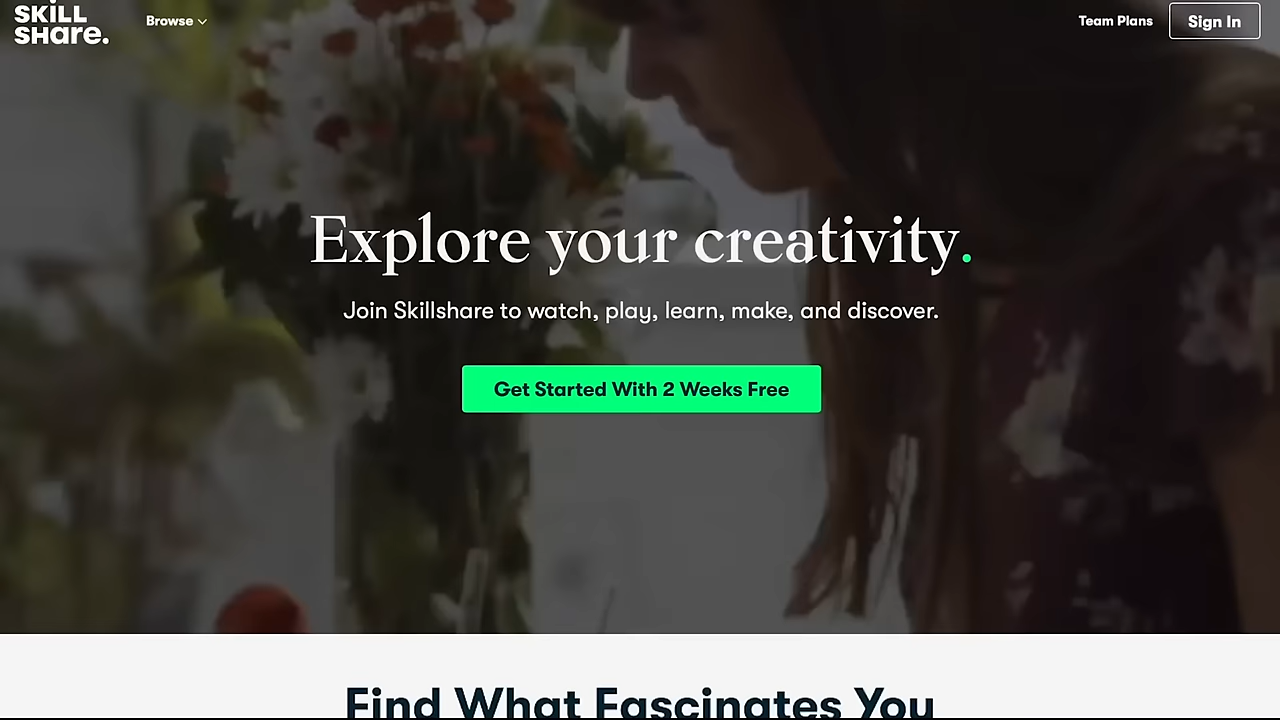 SKiLL
SHare.
Browse
Team Plans
Sign In
Explore your creativity.
Join Skillshare to watch, play, learn, make, and discover.
Get Started With 2 Weeks Free
Find What Fascinates You